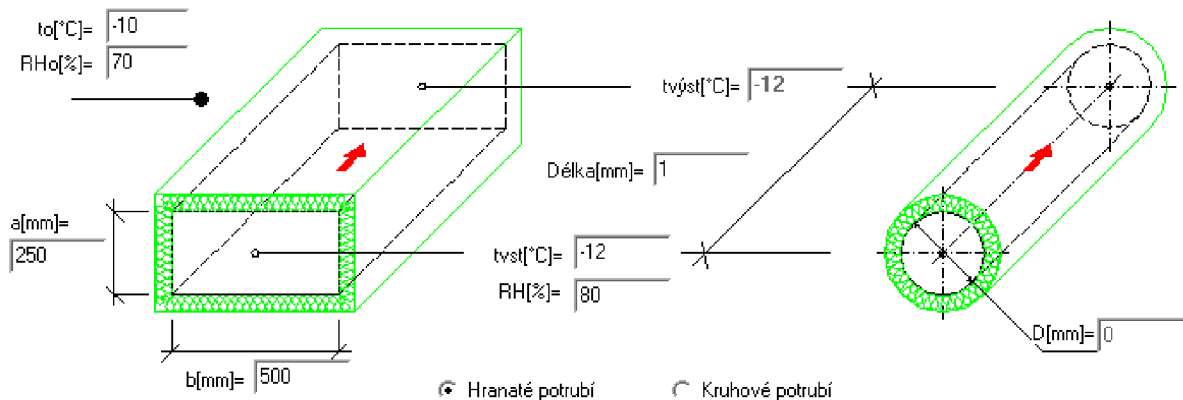 to[°C]= -10
RHo[%]= 70
tvýst[°C]= -12
Délka[mm]= 1
a[mm]=
250
tvst[°C]= -12
RH[%]= 80
D[mm]= 0
b[mm]= 500
Hranaté potrubí
Kruhové potrubí